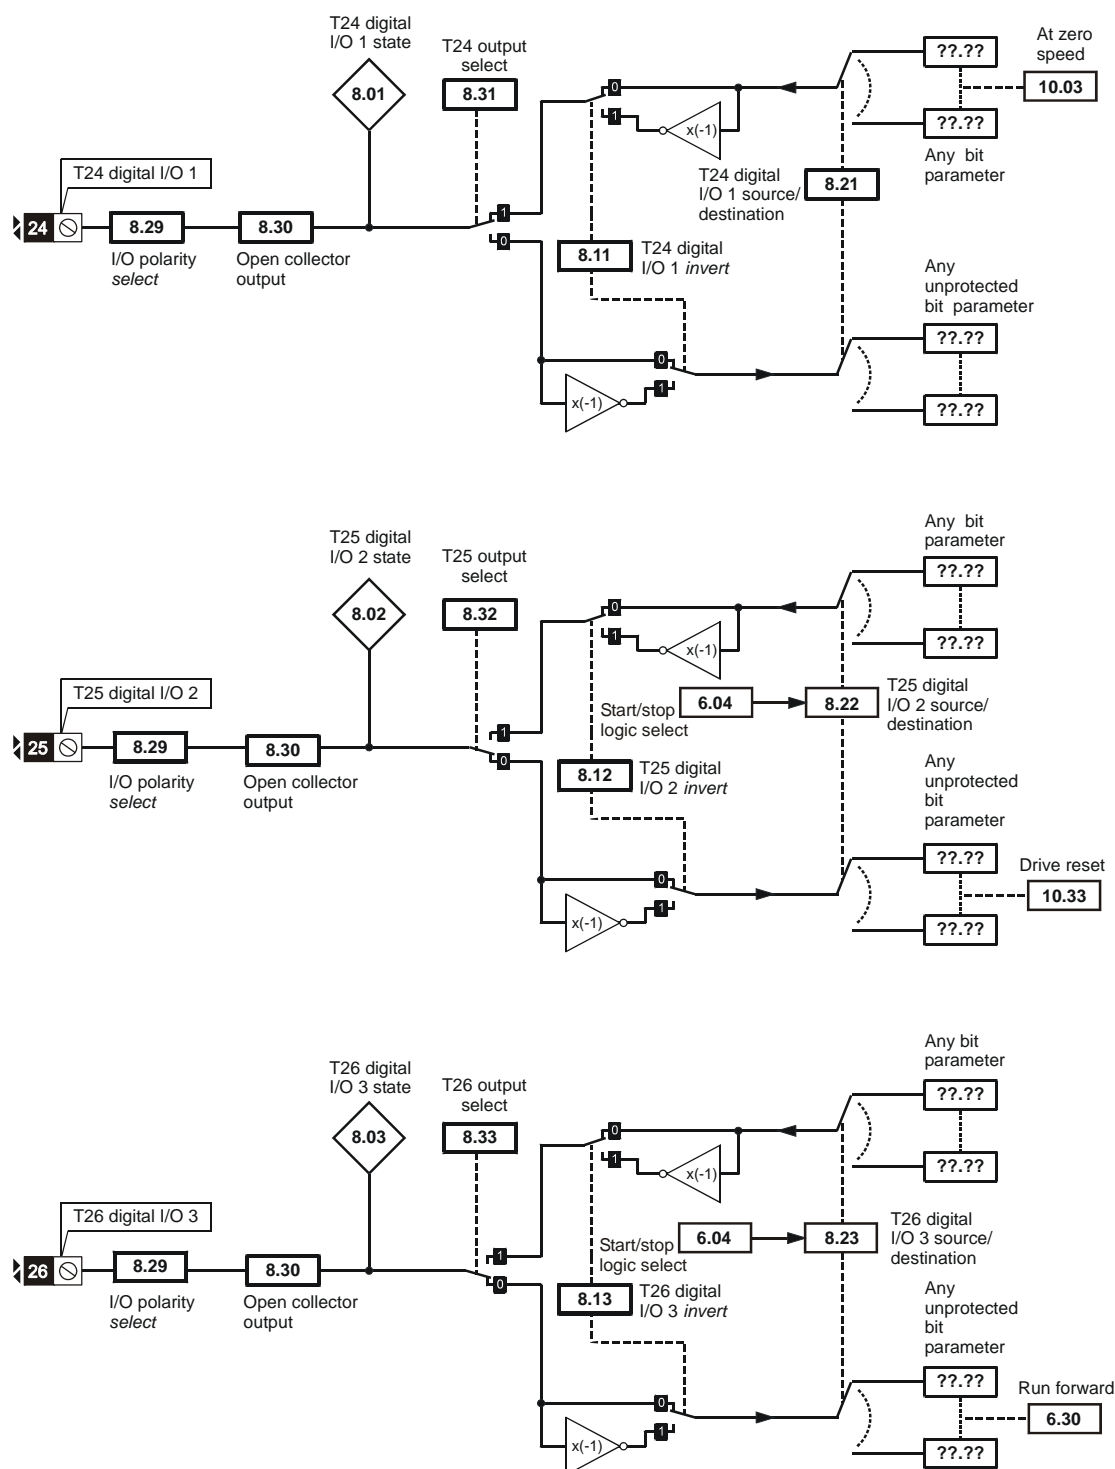 T24 digital
I/O 1 state
8.01
T24 output
select
8.31
0
1
x(-1)
??.??
??.??
At zero
speed
10.03
Any bit
parameter
T24 digital I/O 1
24
8.29
I/O polarity
select
8.30
Open collector
output
1
0
8.11
T24 digital
I/O 1 invert
T24 digital
I/O 1 source/
destination
8.21
Any
unprotected
bit parameter
??.??
??.??
0
1
x(-1)
T25 digital
I/O 2 state
8.02
T25 output
select
8.32
0
1
x(-1)
Any bit
parameter
??.??
??.??
T25 digital I/O 2
25
8.29
I/O polarity
select
8.30
Open collector
output
1
0
Start/stop
logic select
6.04
8.22
T25 digital
I/O 2 source/
destination
8.12
T25 digital
I/O 2 invert
Any
unprotected
bit
parameter
??.??
??.??
Drive reset
10.33
0
1
x(-1)
T26 digital
I/O 3 state
8.03
T26 output
select
8.33
0
1
x(-1)
Any bit
parameter
??.??
??.??
T26 digital I/O 3
26
8.29
I/O polarity
select
8.30
Open collector
output
1
0
Start/stop
logic select
6.04
8.23
T26 digital
I/O 3 source/
destination
8.13
T26 digital
I/O 3 invert
Any
unprotected
bit
parameter
??.??
??.??
Run forward
6.30
0
1
x(-1)